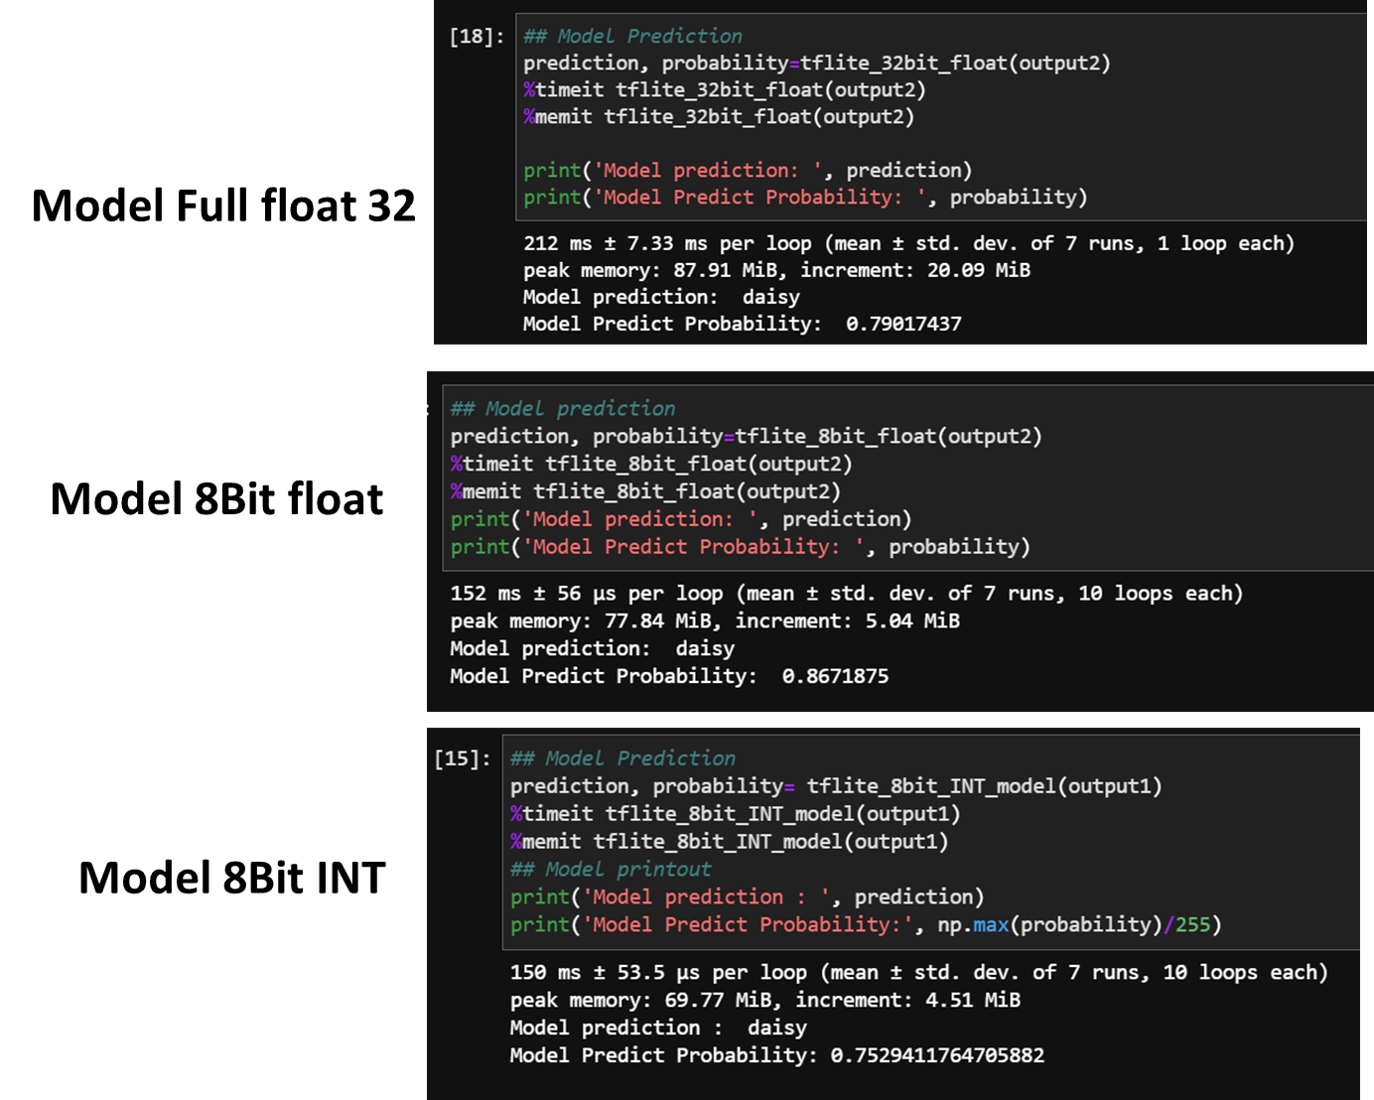 Model Full float 32
[18]: ## Model Prediction
prediction, probability=tflite_32bit_float(output2)
%timeit tflite_32bit_float(output2)
%memit tflite_32bit_float(output2)
print('Model prediction: ', prediction)
print('Model Predict Probability: ', probability)
212 ms ± 7.33 ms per loop (mean ± std. dev. of 7 runs, 1 loop each)
peak memory: 87.91 MiB, increment: 20.09 MiB
Model prediction:  daisy
Model Predict Probability:  0.79017437
Model 8Bit float
: ## Model prediction
prediction, probability=tflite_8bit_float(output2)
%timeit tflite_8bit_float(output2)
%memit tflite_8bit_float(output2)
print('Model prediction: ', prediction)
print('Model Predict Probability: ', probability)
152 ms ± 56 µs per loop (mean ± std. dev. of 7 runs, 10 loops each)
peak memory: 77.84 MiB, increment: 5.04 MiB
Model prediction:  daisy
Model Predict Probability:  0.8671875
Model 8Bit INT
[15]: ## Model Prediction
prediction, probability= tflite_8bit_INT_model(output1)
%timeit tflite_8bit_INT_model(output1)
%memit tflite_8bit_INT_model(output1)
## Model printout
print('Model prediction : ', prediction)
print('Model Predict Probability:', np.max(probability)/255)
150 ms ± 53.5 µs per loop (mean ± std. dev. of 7 runs, 10 loops each)
peak memory: 69.77 MiB, increment: 4.51 MiB
Model prediction :  daisy
Model Predict Probability: 0.7529411764705882